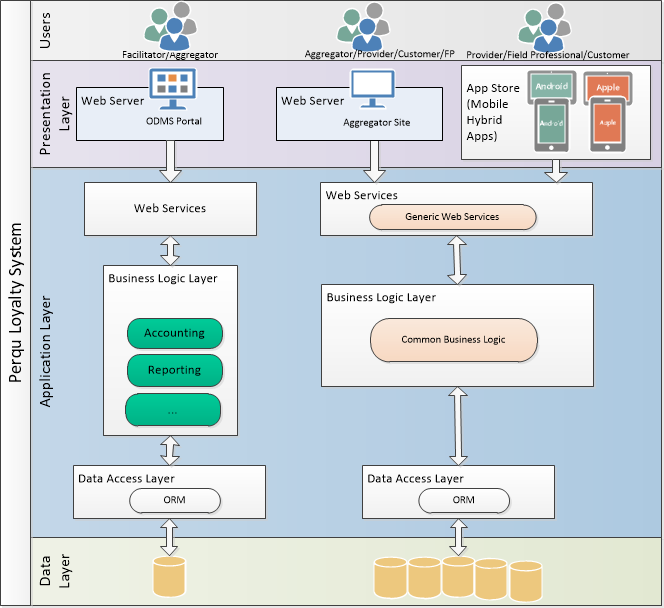 Perqu Loyalty System
Users
Facilitator/Aggregator
Aggregator/Provider/Customer/FP
Provider/Field Professional/Customer
Presentation
Layer
Web Server
ODMS Portal
Web Server
Aggregator Site
App Store
(Mobile
Hybrid
Apps)
Android
Apple
Android
Apple
Application Layer
Web Services
Web Services
Generic Web Services
Business Logic Layer
Accounting
Reporting
...
Business Logic Layer
Common Business Logic
Data Access Layer
ORM
Data Access Layer
ORM
Data
Layer